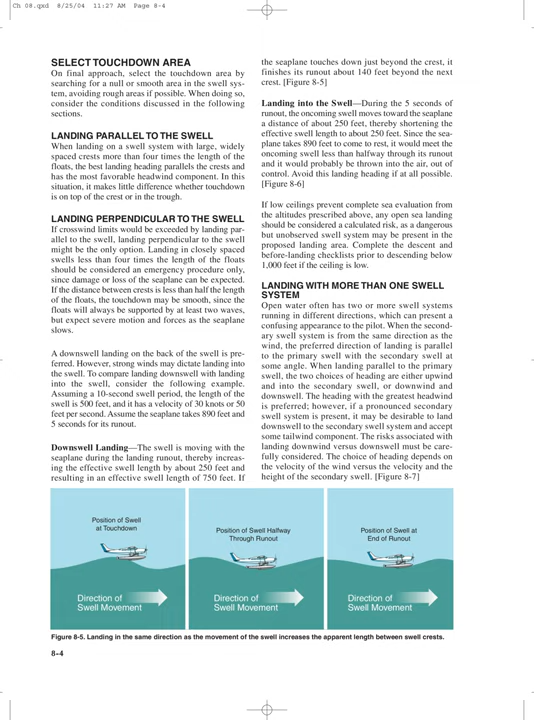 Ch 08.qxd 8/25/04 11:27 AM Page 8-4
SELECT TOUCHDOWN AREA
On final approach, select the touchdown area by
searching for a null or smooth area in the swell sys-
tem, avoiding rough areas if possible. When doing so,
consider the conditions discussed in the following
sections.
LANDING PARALLEL TO THE SWELL
When landing on a swell system with large, widely
spaced crests more than four times the length of the
floats, the best landing heading parallels the crests and
has the most favorable headwind component. In this
situation, it makes little difference whether touchdown
is on top of the crest or in the trough.
LANDING PERPENDICULAR TO THE SWELL
If crosswind limits would be exceeded by landing par-
allel to the swell, landing perpendicular to the swell
might be the only option. Landing in closely spaced
swells less than four times the length of the floats
should be considered an emergency procedure only,
since damage or loss of the seaplane can be expected.
If the distance between crests is less than half the length
of the floats, the touchdown may be smooth, since the
floats will always be supported by at least two waves,
but expect severe motion and forces as the seaplane
slows.
A downswell landing on the back of the swell is pre-
ferred. However, strong winds may dictate landing into
the swell. To compare landing downswell with landing
into the swell, consider the following example.
Assuming a 10-second swell period, the length of the
swell is 500 feet, and it has a velocity of 30 knots or 50
feet per second. Assume the seaplane takes 890 feet and
5 seconds for its runout.
Downswell Landing—The swell is moving with the
seaplane during the landing runout, thereby increas-
ing the effective swell length by about 250 feet and
resulting in an effective swell length of 750 feet. If
the seaplane touches down just beyond the crest, it
finishes its runout about 140 feet beyond the next
crest. [Figure 8-5]
Landing into the Swell—During the 5 seconds of
runout, the oncoming swell moves toward the seaplane
a distance of about 250 feet, thereby shortening the
effective swell length to about 250 feet. Since the sea-
plane takes 890 feet to come to rest, it would meet the
oncoming swell less than halfway through its runout
and it would probably be thrown into the air, out of
control. Avoid this landing heading if at all possible.
[Figure 8-6]
If low ceilings prevent complete sea evaluation from
the altitudes prescribed above, any open sea landing
should be considered a calculated risk, as a dangerous
but unobserved swell system may be present in the
proposed landing area. Complete the descent and
before-landing checklists prior to descending below
1,000 feet if the ceiling is low.
LANDING WITH MORE THAN ONE SWELL
SYSTEM
Open water often has two or more swell systems
running in different directions, which can present a
confusing appearance to the pilot. When the second-
ary swell system is from the same direction as the
wind, the preferred direction of landing is parallel
to the primary swell with the secondary swell at
some angle. When landing parallel to the primary
swell, the two choices of heading are either upwind
and into the secondary swell, or downwind and
downswell. The heading with the greatest headwind
is preferred; however, if a pronounced secondary
swell system is present, it may be desirable to land
downswell to the secondary swell system and accept
some tailwind component. The risks associated with
landing downwind versus downswell must be care-
fully considered. The choice of heading depends on
the velocity of the wind versus the velocity and the
height of the secondary swell. [Figure 8-7]
Position of Swell
at Touchdown
Direction of
Swell Movement
Position of Swell Halfway
Through Runout
Direction of
Swell Movement
Position of Swell at
End of Runout
Direction of
Swell Movement
Figure 8-5. Landing in the same direction as the movement of the swell increases the apparent length between swell crests.
8-4